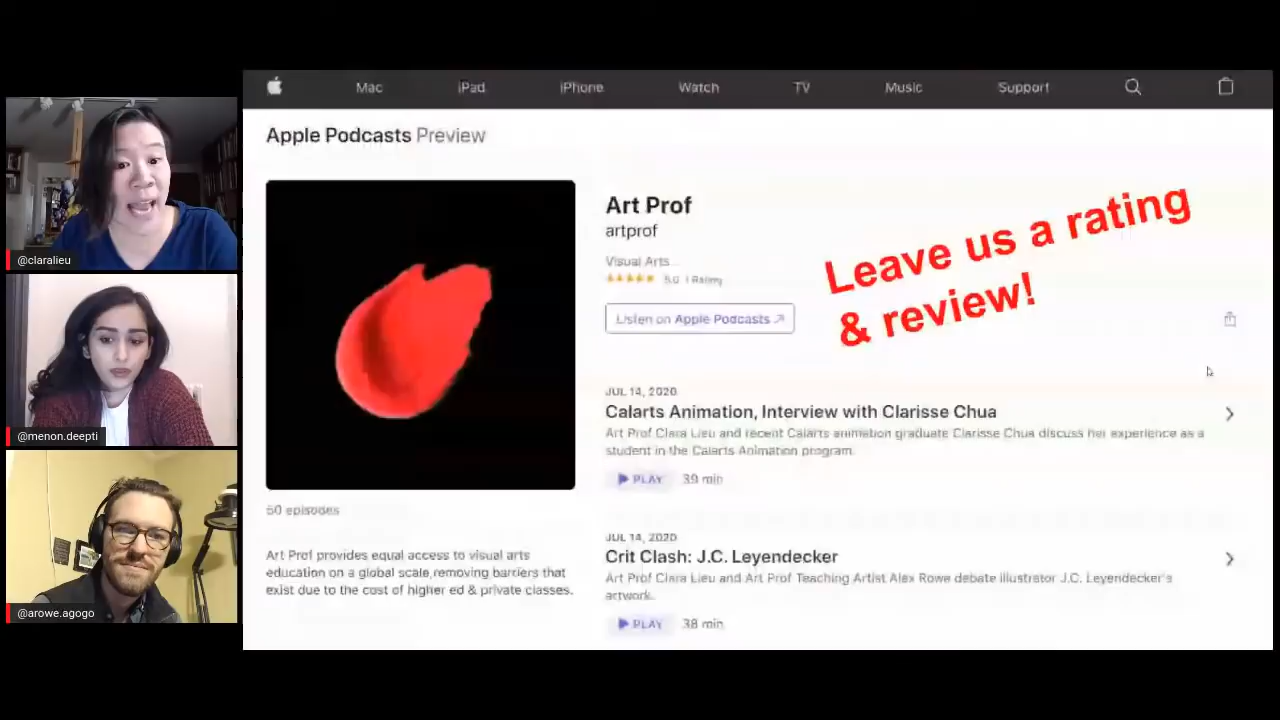 Mac
iPad
iPhone
Watch
TV
Music
Support
Apple Podcasts Preview
Art Prof
artprof
Visual Arts
5.0 1 Rating
Listen on Apple Podcasts ↗
Leave us a rating
& review!
JUL 14, 2020
Calarts Animation, Interview with Clarisse Chua
Art Prof Clara Lieu and recent Calarts animation graduate Clarisse Chua discuss her experience as a
student in the Calarts Animation program.
PLAY 39 min
50 episodes
Art Prof provides equal access to visual arts
education on a global scale,removing barriers that
exist due to the cost of higher ed & private classes.
JUL 14, 2020
Crit Clash: J.C. Leyendecker
Art Prof Clara Lieu and Art Prof Teaching Artist Alex Rowe debate illustrator J.C. Leyendecker's
artwork.
PLAY 38 min
@claralieu
@menon.deepti
@arowe.agogo